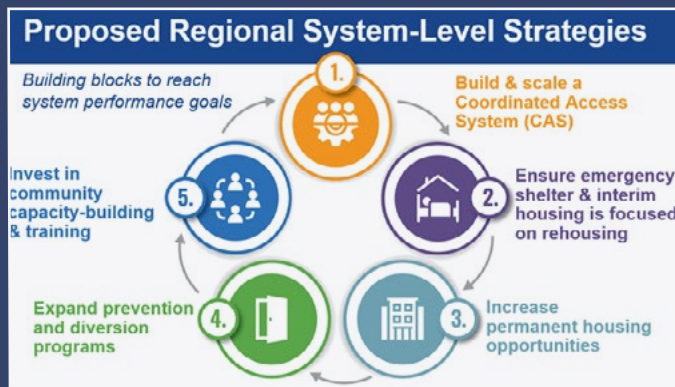 Proposed Regional System-Level Strategies
Building blocks to reach
system performance goals
1.
Build & scale a
Coordinated Access
System (CAS)
2.
Ensure emergency
shelter & interim
housing is focused
on rehousing
3.
Increase
permanent housing
opportunities
4.
Expand prevention
and diversion
programs
5.
Invest in
community
capacity-building
& training